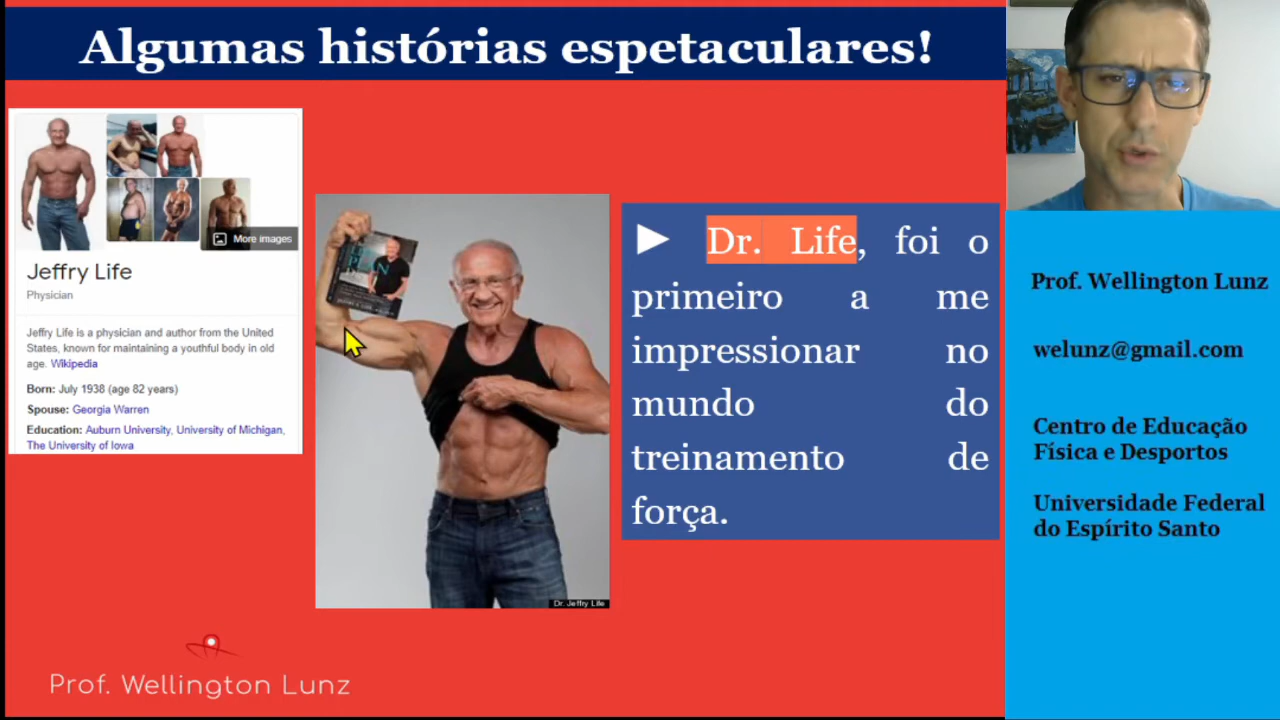 Algumas histórias espetaculares!
More images
Jeffry Life
Physician
Jeffry Life is a physician and author from the United
States, known for maintaining a youthful body in old
age. Wikipedia
Born: July 1938 (age 82 years)
Spouse: Georgia Warren
Education: Auburn University, University of Michigan,
The University of Iowa
Dr. Jeffry Life
► Dr. Life, foi o
primeiro a me
impressionar no
mundo do
treinamento de
força.
Prof. Wellington Lunz
Prof. Wellington Lunz
welunz@gmail.com
Centro de Educação
Física e Desportos
Universidade Federal
do Espírito Santo